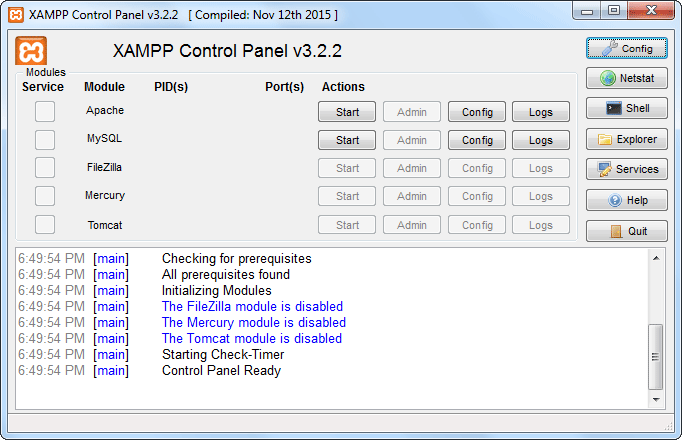 XAMPP Control Panel v3.2.2 [ Compiled: Nov 12th 2015 ]
XAMPP Control Panel v3.2.2
Config
Modules
Service Module PID(s) Port(s) Actions
Netstat
Apache Start Admin Config Logs
Shell
MySQL Start Admin Config Logs
Explorer
FileZilla Start Admin Config Logs
Services
Mercury Start Admin Config Logs
Help
Tomcat Start Admin Config Logs
Quit
6:49:54 PM [main] Checking for prerequisites
6:49:54 PM [main] All prerequisites found
6:49:54 PM [main] Initializing Modules
6:49:54 PM [main] The FileZilla module is disabled
6:49:54 PM [main] The Mercury module is disabled
6:49:54 PM [main] The Tomcat module is disabled
6:49:54 PM [main] Starting Check-Timer
6:49:54 PM [main] Control Panel Ready